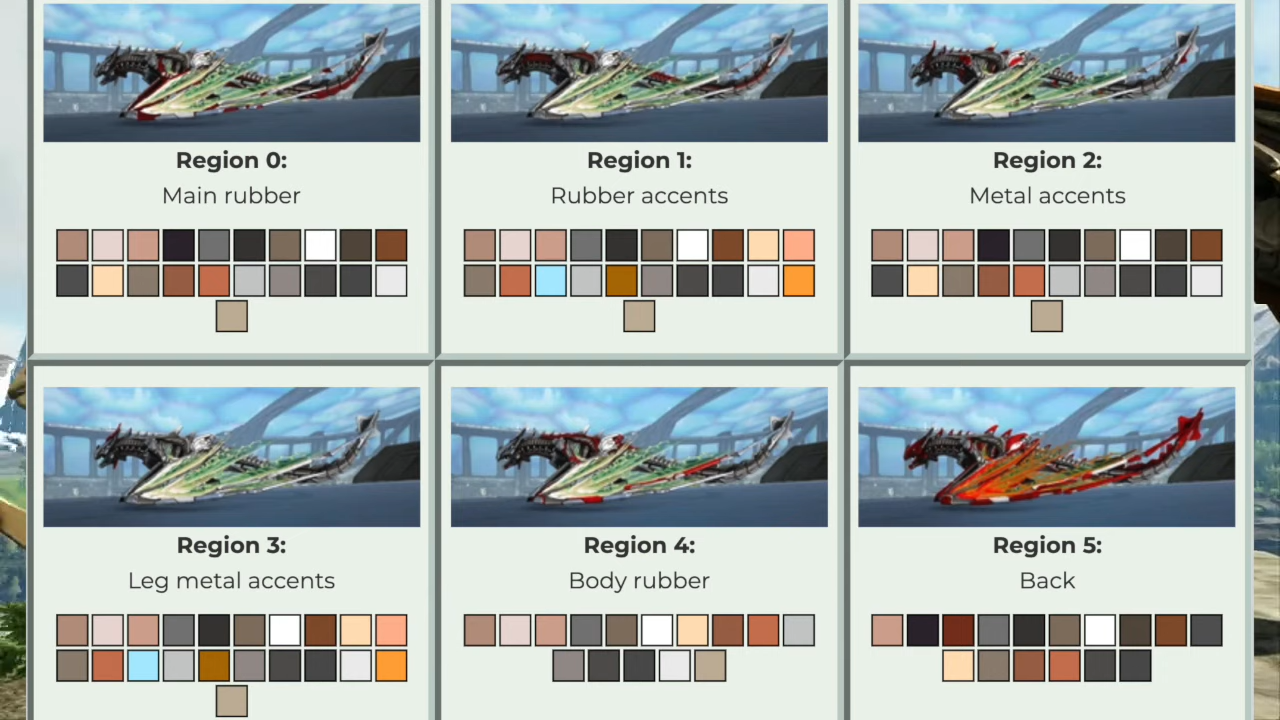 Region 0:
Main rubber
Region 1:
Rubber accents
Region 2:
Metal accents
Region 3:
Leg metal accents
Region 4:
Body rubber
Region 5:
Back